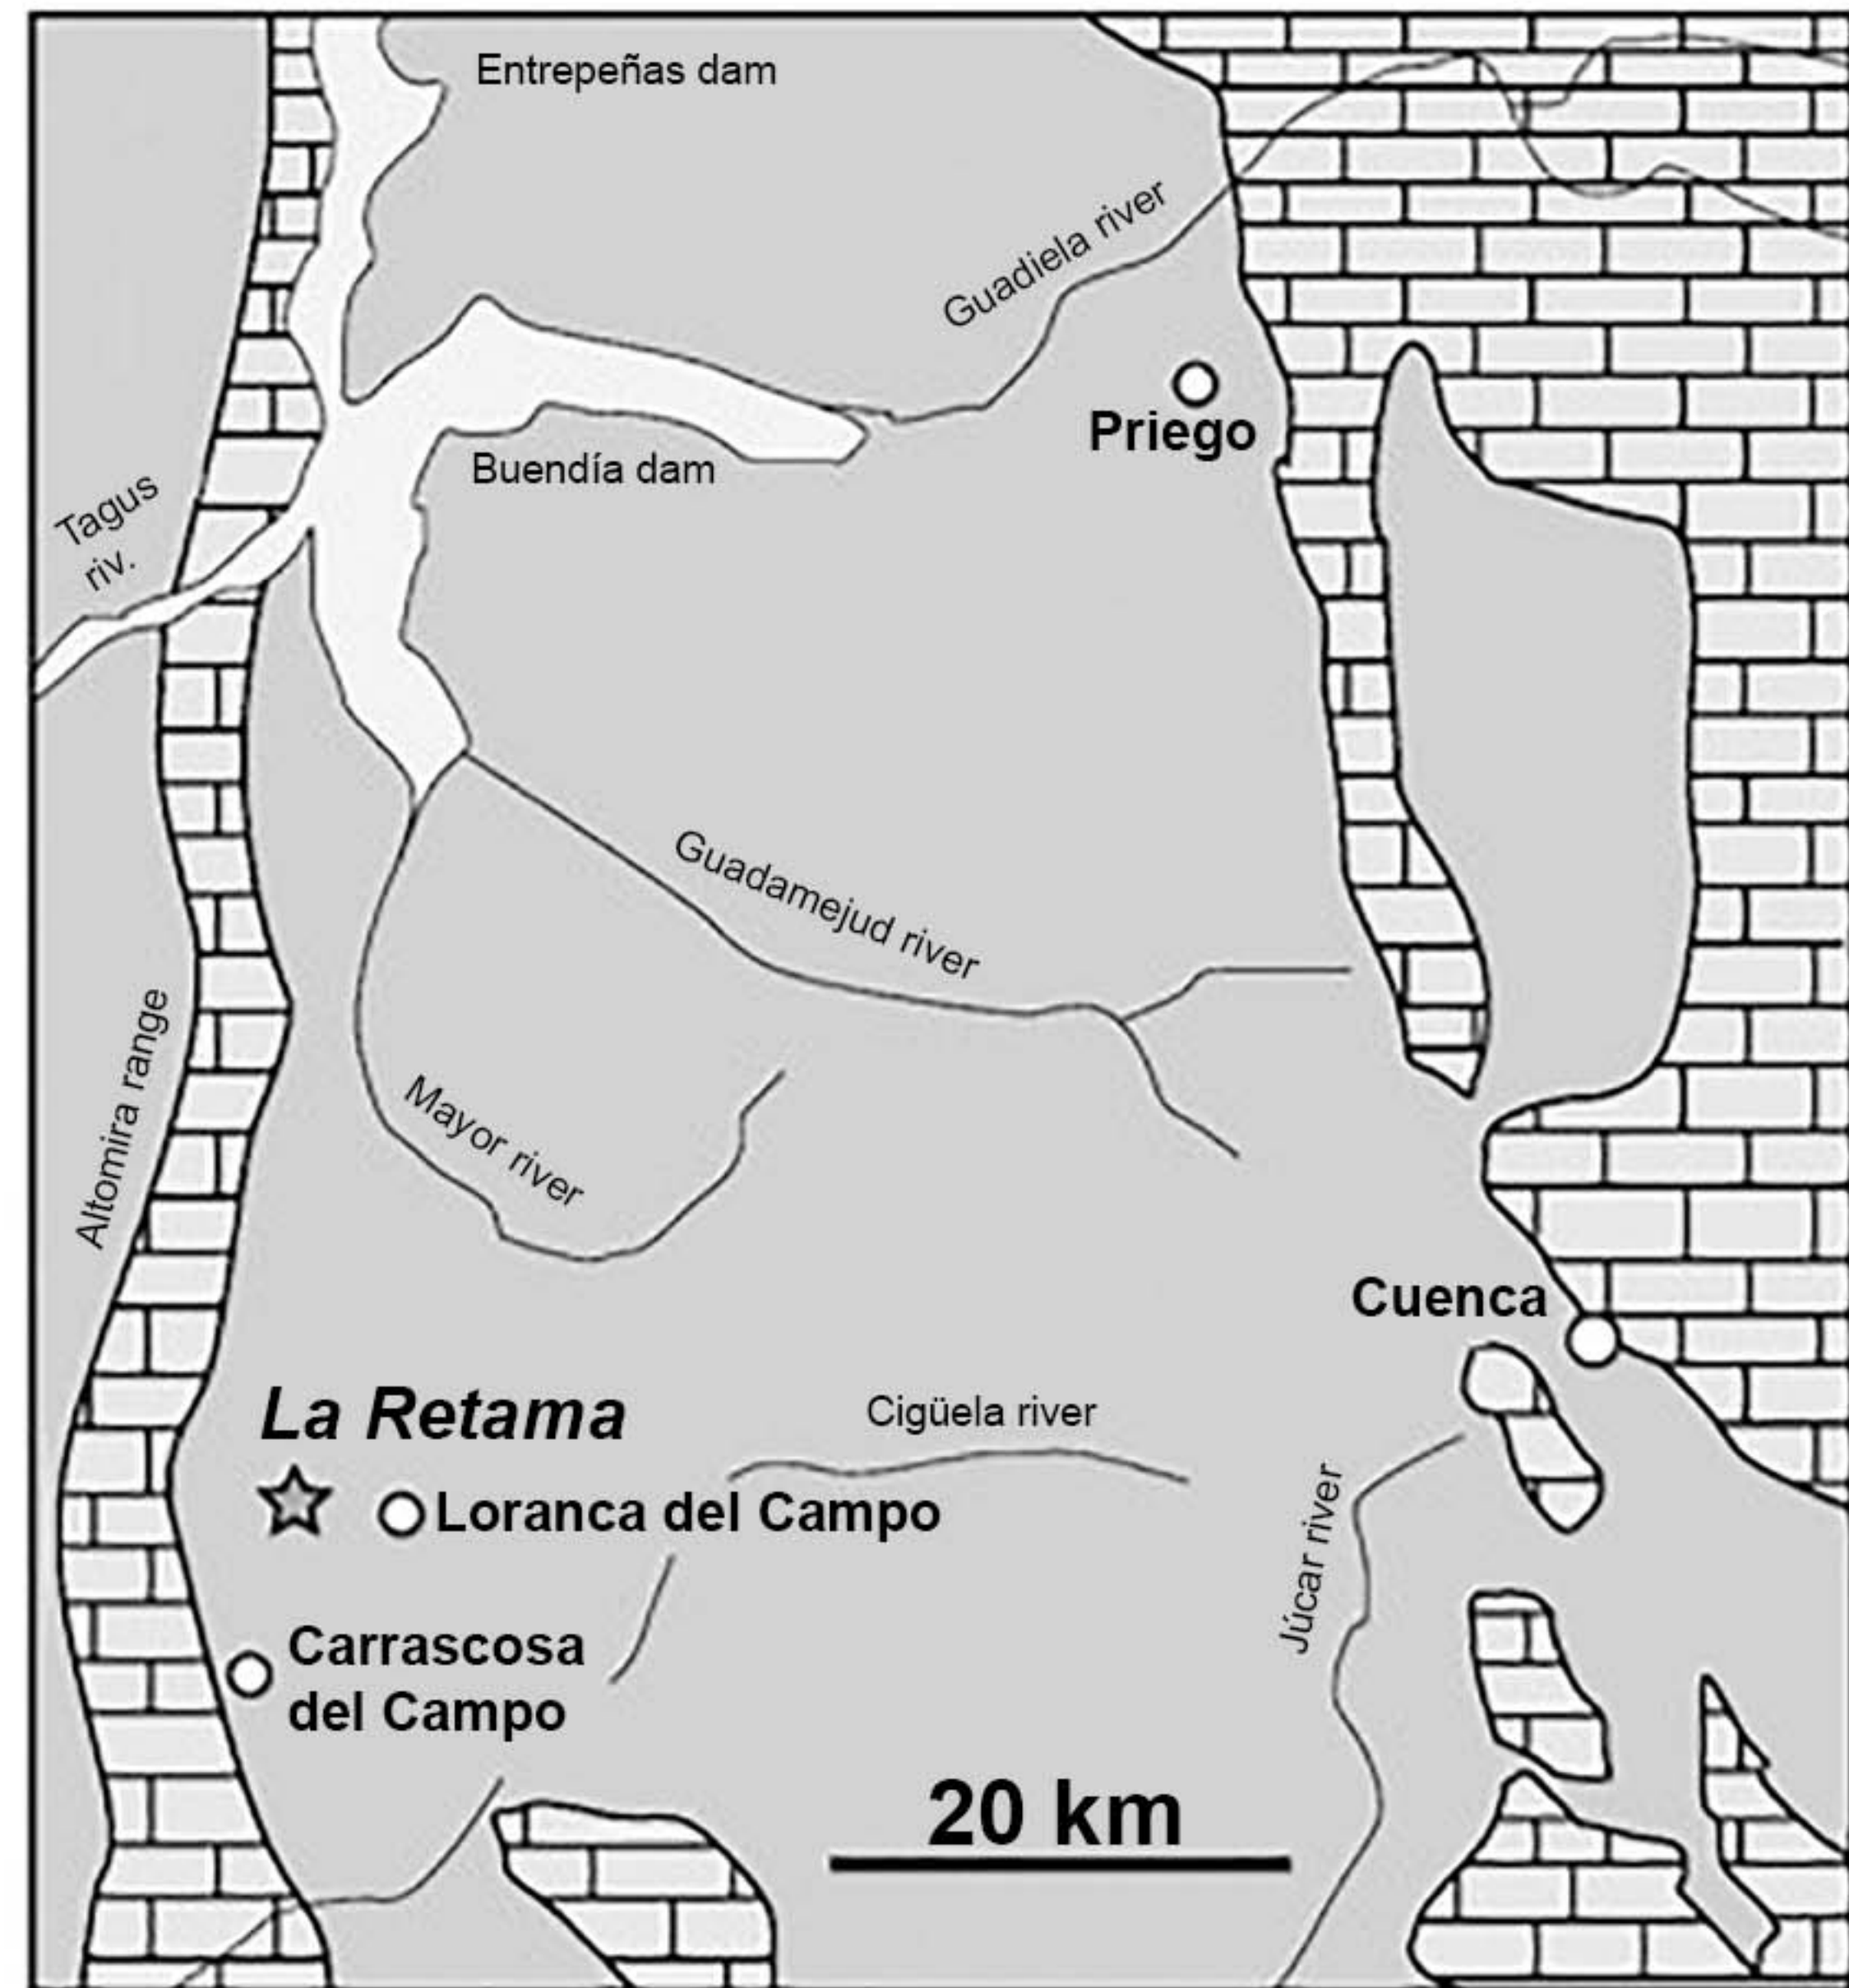 Entrepeñas dam
Guadiela river
Priego
Buendía dam
Tagus
riv.
Guadamejud river
Altomira range
Mayor river
Cuenca
La Retama
Cigüela river
Loranca del Campo
Júcar river
Carrascosa
del Campo
20 km